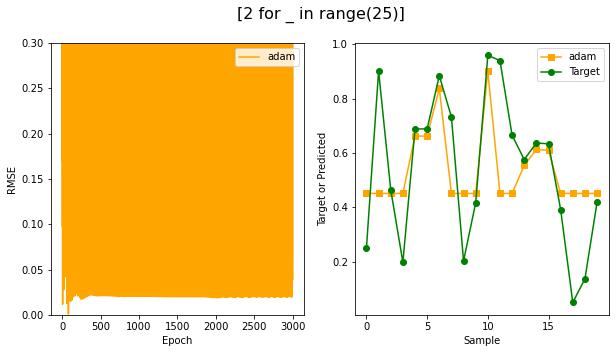 [2 for _ in range(25)]
0.30
0.25
0.20
0.15
0.10
0.05
0.00
RMSE
0 500 1000 1500 2000 2500 3000
Epoch
adam
1.0
0.8
0.6
0.4
0.2
Target or Predicted
0 5 10 15
Sample
adam
Target